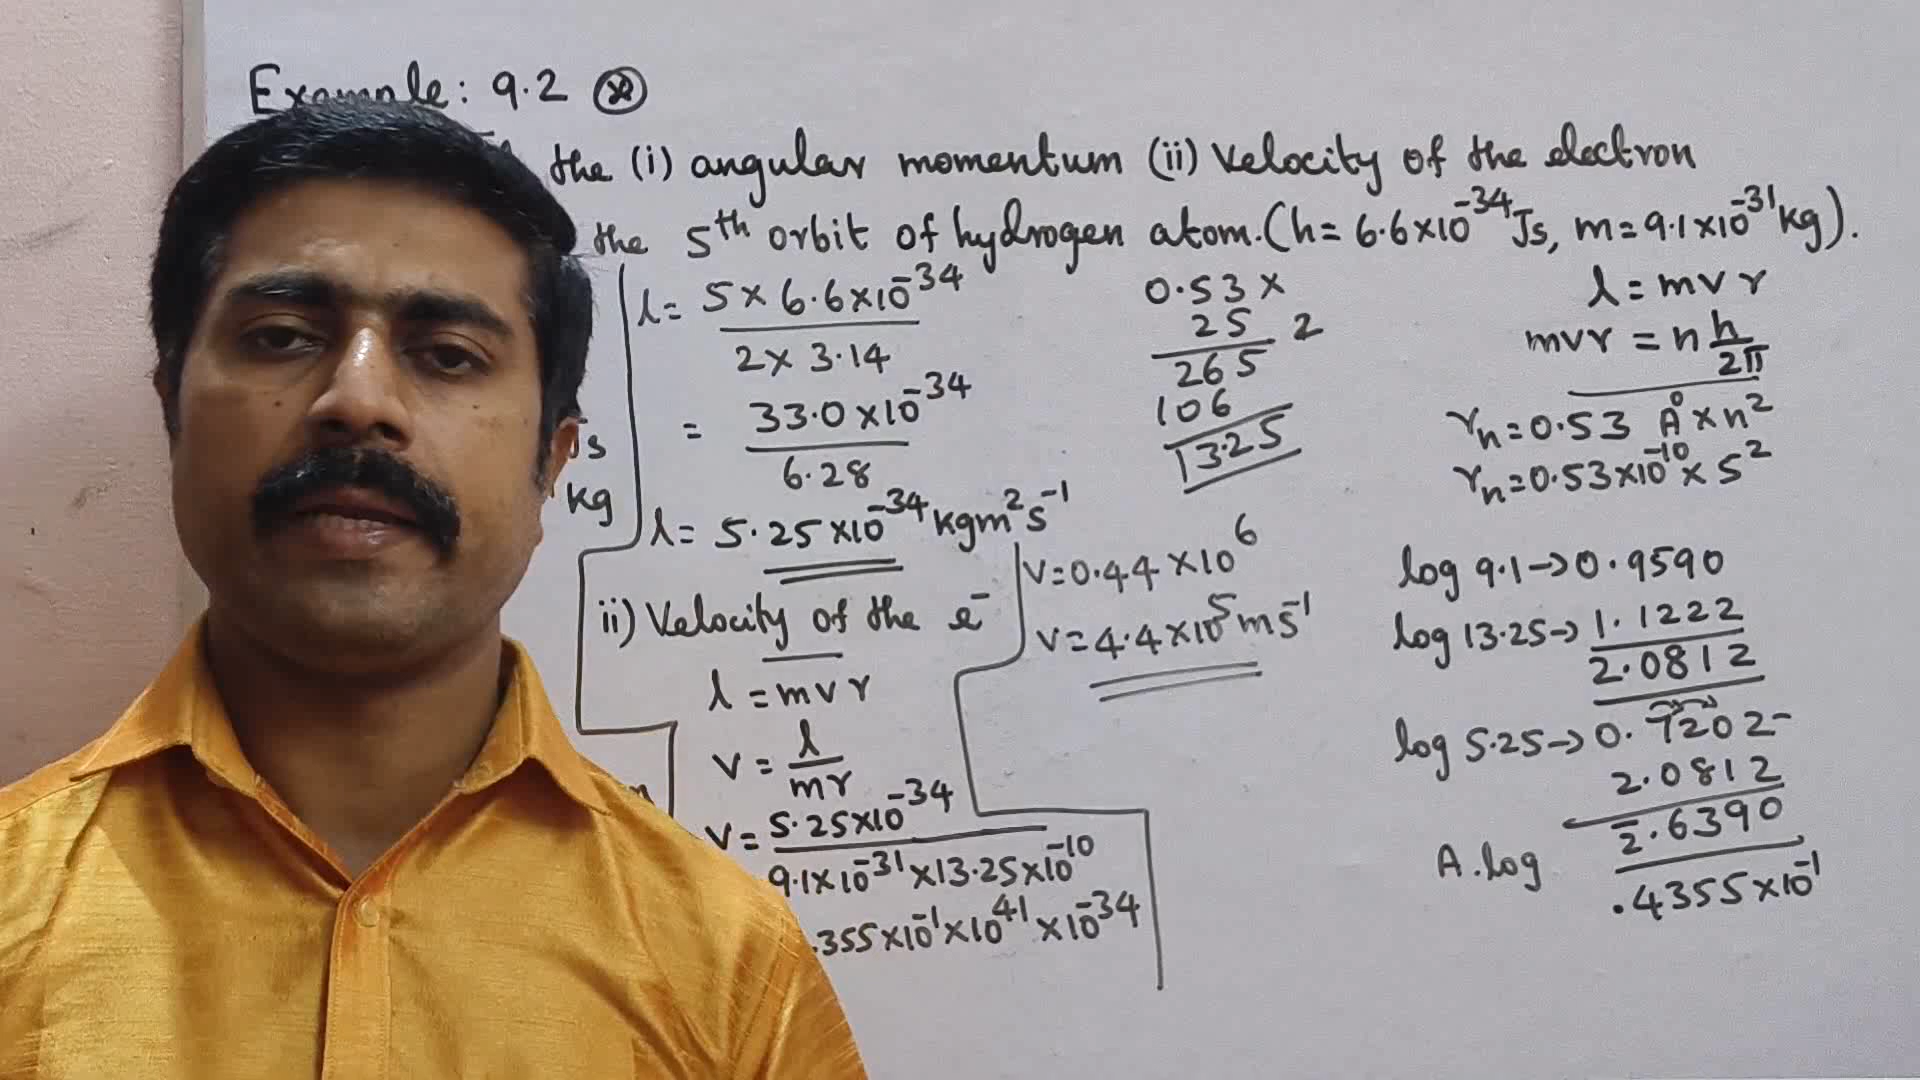 Example: 9.2
the (i) angular momentum (ii) Velocity of the electron
the 5th orbit of hydrogen atom. (h = 6.6×10⁻³⁴Js, m = 9.1×10⁻³¹kg).
Js
kg
l = 5 × 6.6×10⁻³⁴
2 × 3.14
= 33.0 ×10⁻³⁴
6.28
l = 5.25 ×10⁻³⁴ kgm²s⁻¹
ii) Velocity of the e⁻
l = mvr
v = l
mr
v = 5.25×10⁻³⁴
9.1×10⁻³¹ × 13.25×10⁻¹⁰
.355×10⁻¹×10⁴¹ ×10⁻³⁴
0.53 ×
25 2
265
106
1325
v = 0.44 ×10⁶
v = 4.4×10⁵ ms⁻¹
l = mvr
mvr = n h
2π
rₙ = 0.53 Å × n²
rₙ = 0.53×10⁻¹⁰ × 5²
log 9.1 → 0.9590
log 13.25 → 1.1222
2.0812
log 5.25 → 0.7202 −
2.0812
2̄.6390
A.log
.4355×10⁻¹